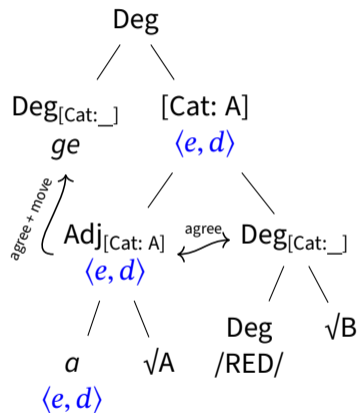 Deg
Deg[Cat:_] [Cat: A]
ge ⟨e, d⟩
agree + move
Adj[Cat: A] agree Deg[Cat:_]
⟨e, d⟩
a √A Deg √B
⟨e, d⟩ /RED/